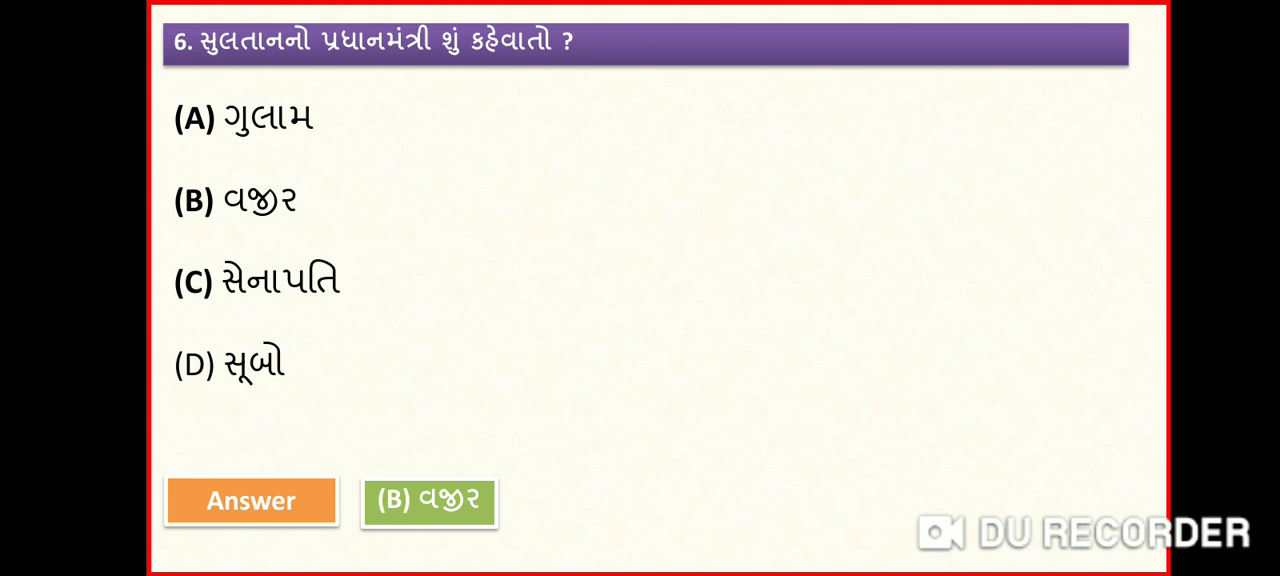 6. સુલતાનનો પ્રધાનમંત્રી શું કહેવાતો ?
(A) ગુલામ
(B) વજીર
(C) સેનાપતિ
(D) સૂબો
Answer
(B) વજીર
DU RECORDER